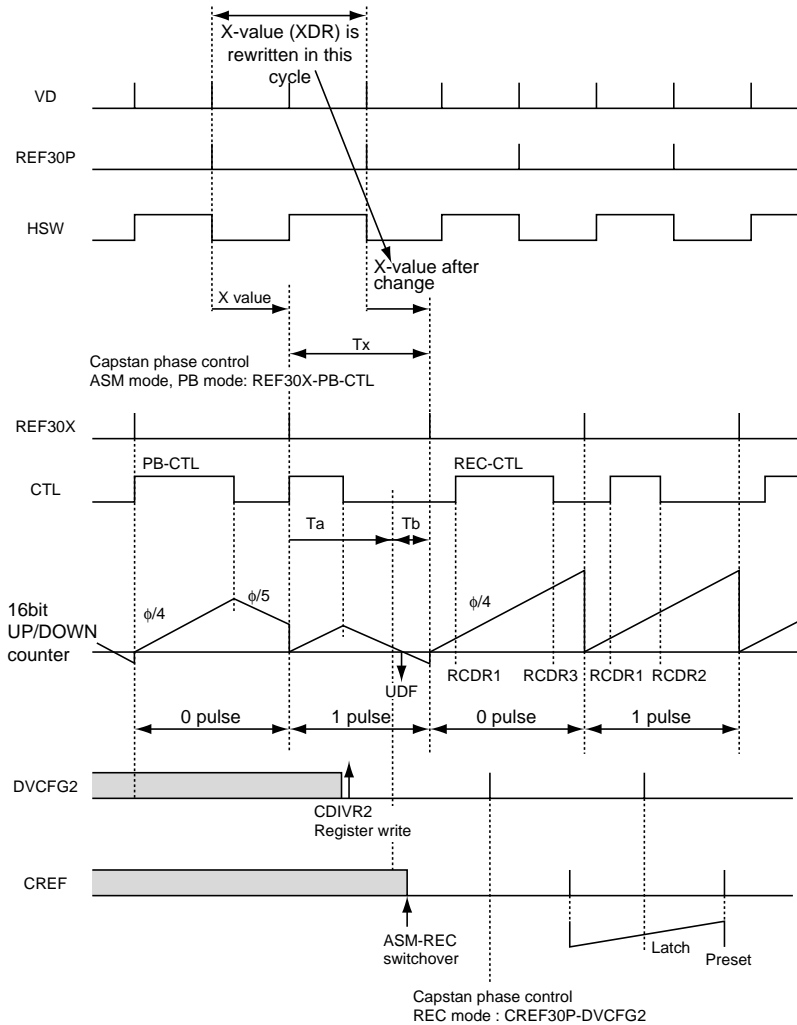 X-value (XDR) is
rewritten in this
cycle
VD
REF30P
HSW
X-value after
change
X value
Tx
Capstan phase control
ASM mode, PB mode: REF30X-PB-CTL
REF30X
PB-CTL
REC-CTL
CTL
Ta
Tb
ϕ/4
ϕ/5
ϕ/4
16bit
UP/DOWN
counter
RCDR1
RCDR3
RCDR1
RCDR2
UDF
0 pulse
1 pulse
0 pulse
1 pulse
DVCFG2
CDIVR2
Register write
CREF
ASM-REC
switchover
Latch
Preset
Capstan phase control
REC mode : CREF30P-DVCFG2